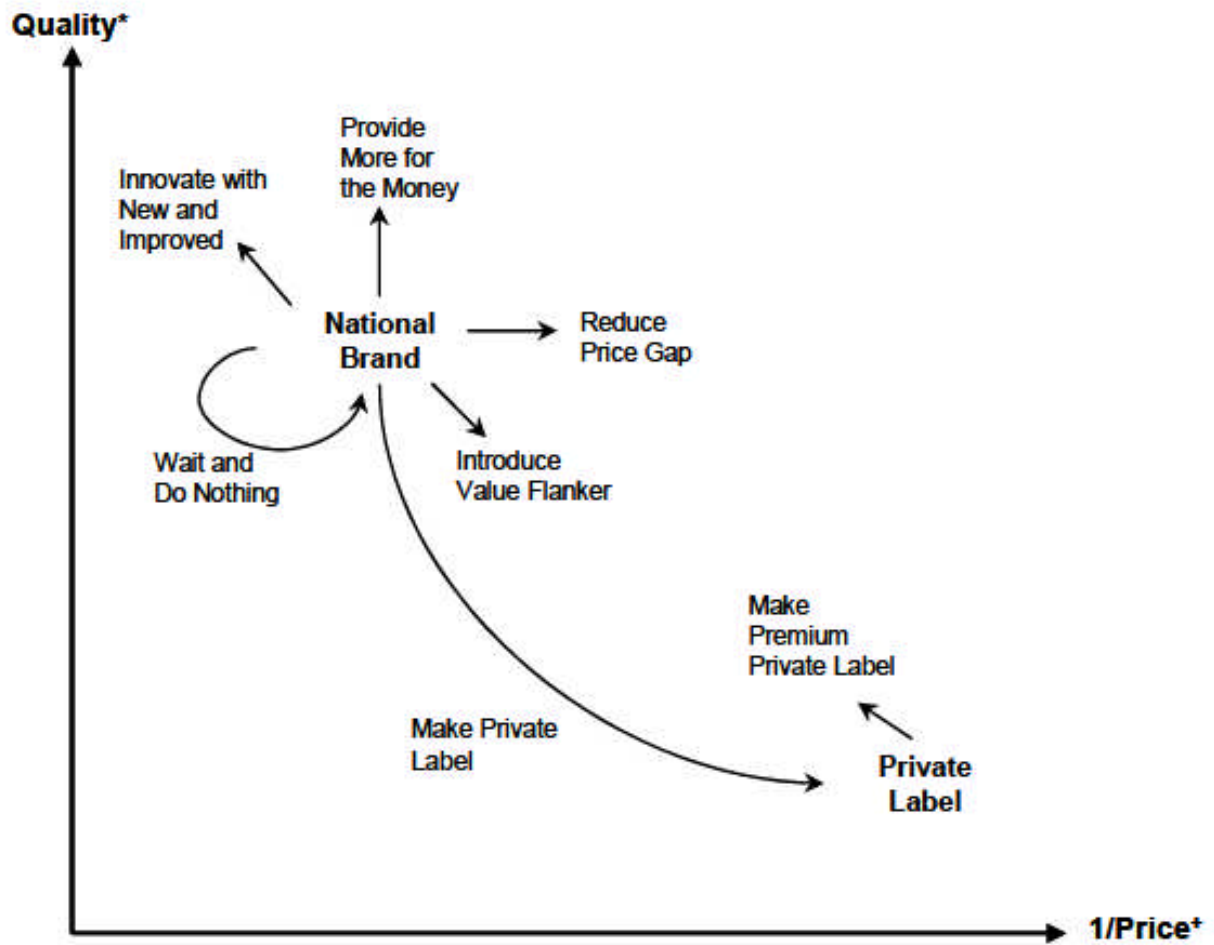 Quality*
Provide
More for
the Money
Innovate with
New and
Improved
National
Brand
Reduce
Price Gap
Wait and
Do Nothing
Introduce
Value Flanker
Make
Premium
Private Label
Make Private
Label
Private
Label
1/Price⁺